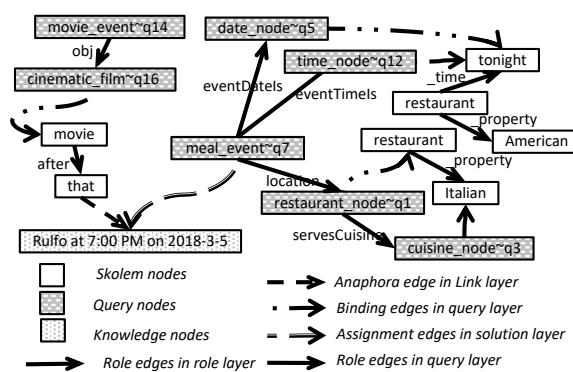 movie_event~q14
date_node~q5
obj
time_node~q12
tonight
cinematic_film~q16
_time
eventDateIs
eventTimeIs
restaurant
movie
restaurant
_property
American
after
meal_event~q7
_property
that
location
Italian
restaurant_node~q1
Rulfo at 7:00 PM on 2018-3-5
servesCuisine
cuisine_node~q3
Skolem nodes
Anaphora edge in Link layer
Query nodes
Binding edges in query layer
Knowledge nodes
Assignment edges in solution layer
Role edges in role layer
Role edges in query layer